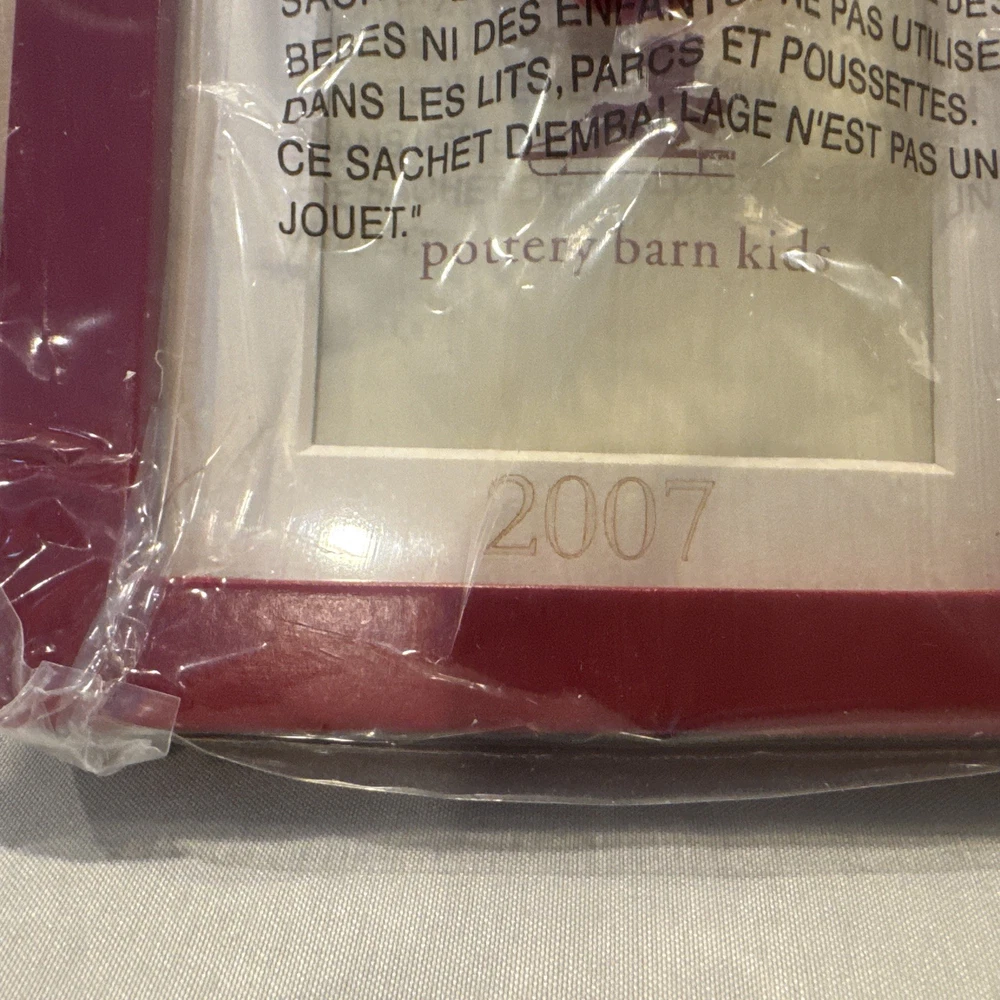 BEBES NI DES ENFANTS. NE PAS UTILISE
DANS LES LITS, PARCS ET POUSSETTES.
CE SACHET D'EMBALLAGE N'EST PAS UN
JOUET."
pottery barn kids
2007